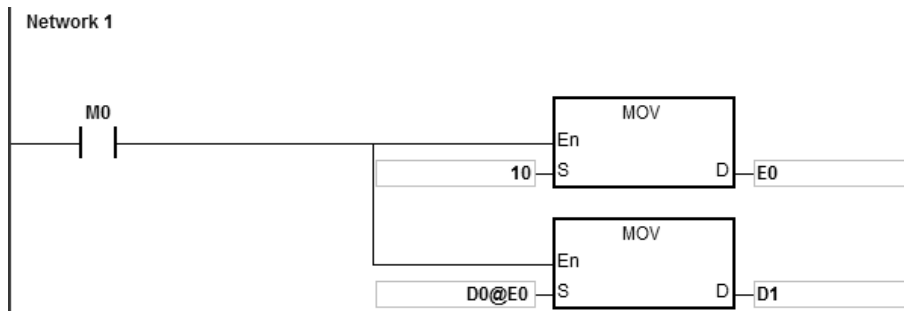 Network 1
M0
MOV
En
10 S D E0
MOV
En
D0@E0 S D D1